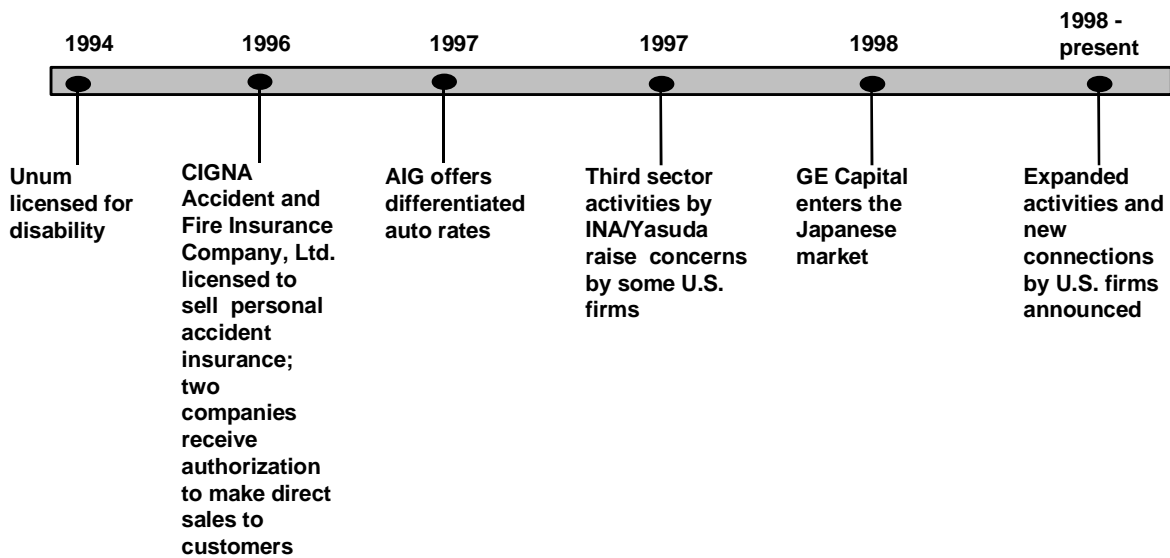 1994
1996
1997
1997
1998
1998 -
present
Unum
licensed for
disability
CIGNA
Accident and
Fire Insurance
Company, Ltd.
licensed to
sell personal
accident
insurance;
two
companies
receive
authorization
to make direct
sales to
customers
AIG offers
differentiated
auto rates
Third sector
activities by
INA/Yasuda
raise concerns
by some U.S.
firms
GE Capital
enters the
Japanese
market
Expanded
activities and
new
connections
by U.S. firms
announced